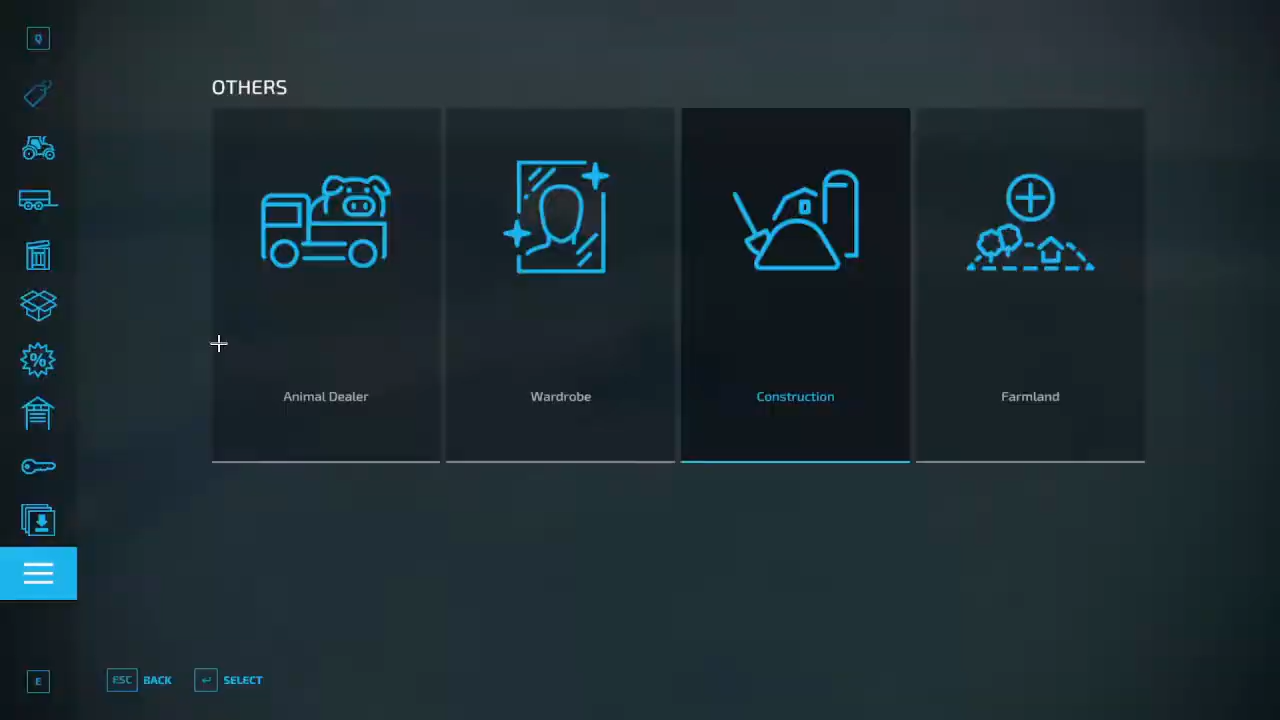 Q
OTHERS
%
Animal Dealer
Wardrobe
Construction
Farmland
E
ESC BACK
SELECT